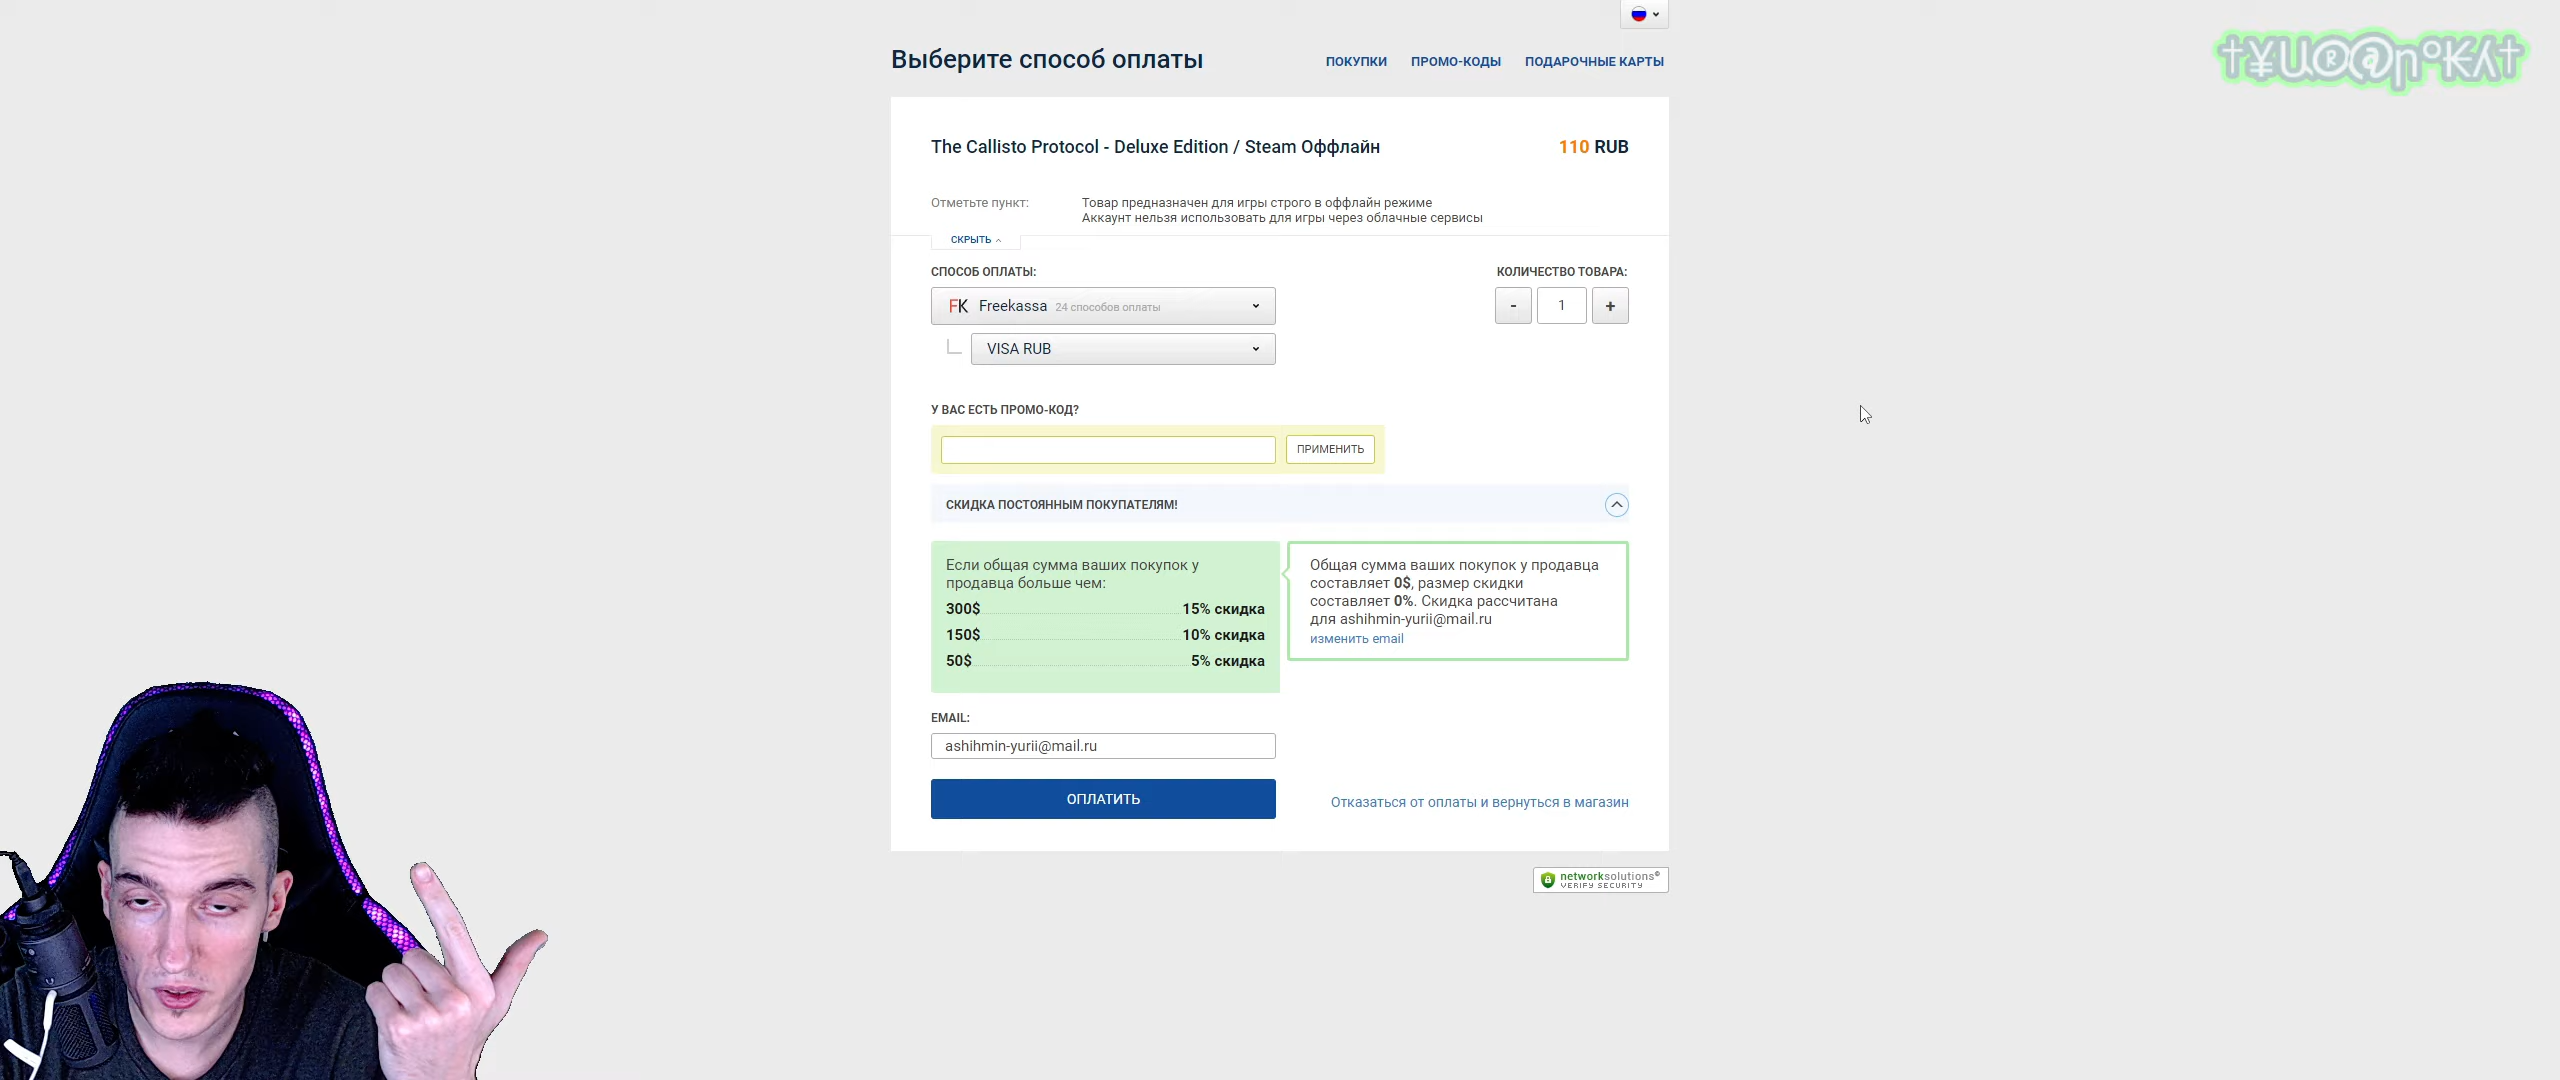 Выберите способ оплаты
ПОКУПКИ ПРОМО-КОДЫ ПОДАРОЧНЫЕ КАРТЫ
The Callisto Protocol - Deluxe Edition / Steam Оффлайн 110 RUB
Отметьте пункт: Товар предназначен для игры строго в оффлайн режиме
Аккаунт нельзя использовать для игры через облачные сервисы
СКРЫТЬ
СПОСОБ ОПЛАТЫ: КОЛИЧЕСТВО ТОВАРА:
FK Freekassa 24 способов оплаты - 1 +
VISA RUB
У ВАС ЕСТЬ ПРОМО-КОД?
ПРИМЕНИТЬ
СКИДКА ПОСТОЯННЫМ ПОКУПАТЕЛЯМ!
Если общая сумма ваших покупок у
продавца больше чем:
300$ 15% скидка
150$ 10% скидка
50$ 5% скидка
Общая сумма ваших покупок у продавца
составляет 0$, размер скидки
составляет 0%. Скидка рассчитана
для ashihmin-yurii@mail.ru
изменить email
EMAIL:
ashihmin-yurii@mail.ru
ОПЛАТИТЬ Отказаться от оплаты и вернуться в магазин
networksolutions®
VERIFY SECURITY